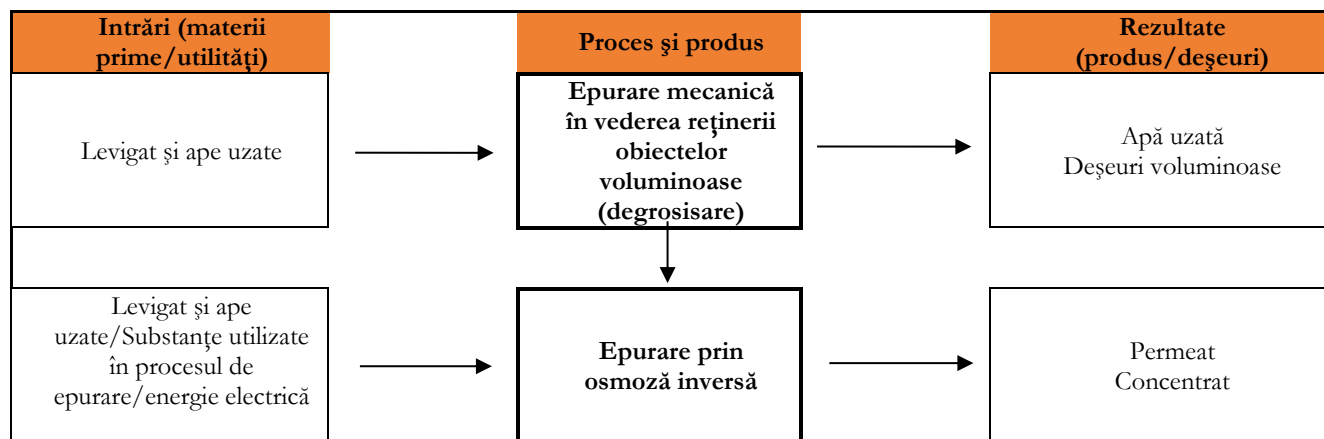 Intrări (materii
prime/utilităţi)
Proces şi produs
Rezultate
(produs/deşeuri)
Levigat şi ape uzate
Epurare mecanică
în vederea reţinerii
obiectelor
voluminoase
(degrosisare)
Apă uzată
Deşeuri voluminoase
Levigat şi ape
uzate/Substanţe utilizate
în procesul de
epurare/energie electrică
Epurare prin
osmoză inversă
Permeat
Concentrat